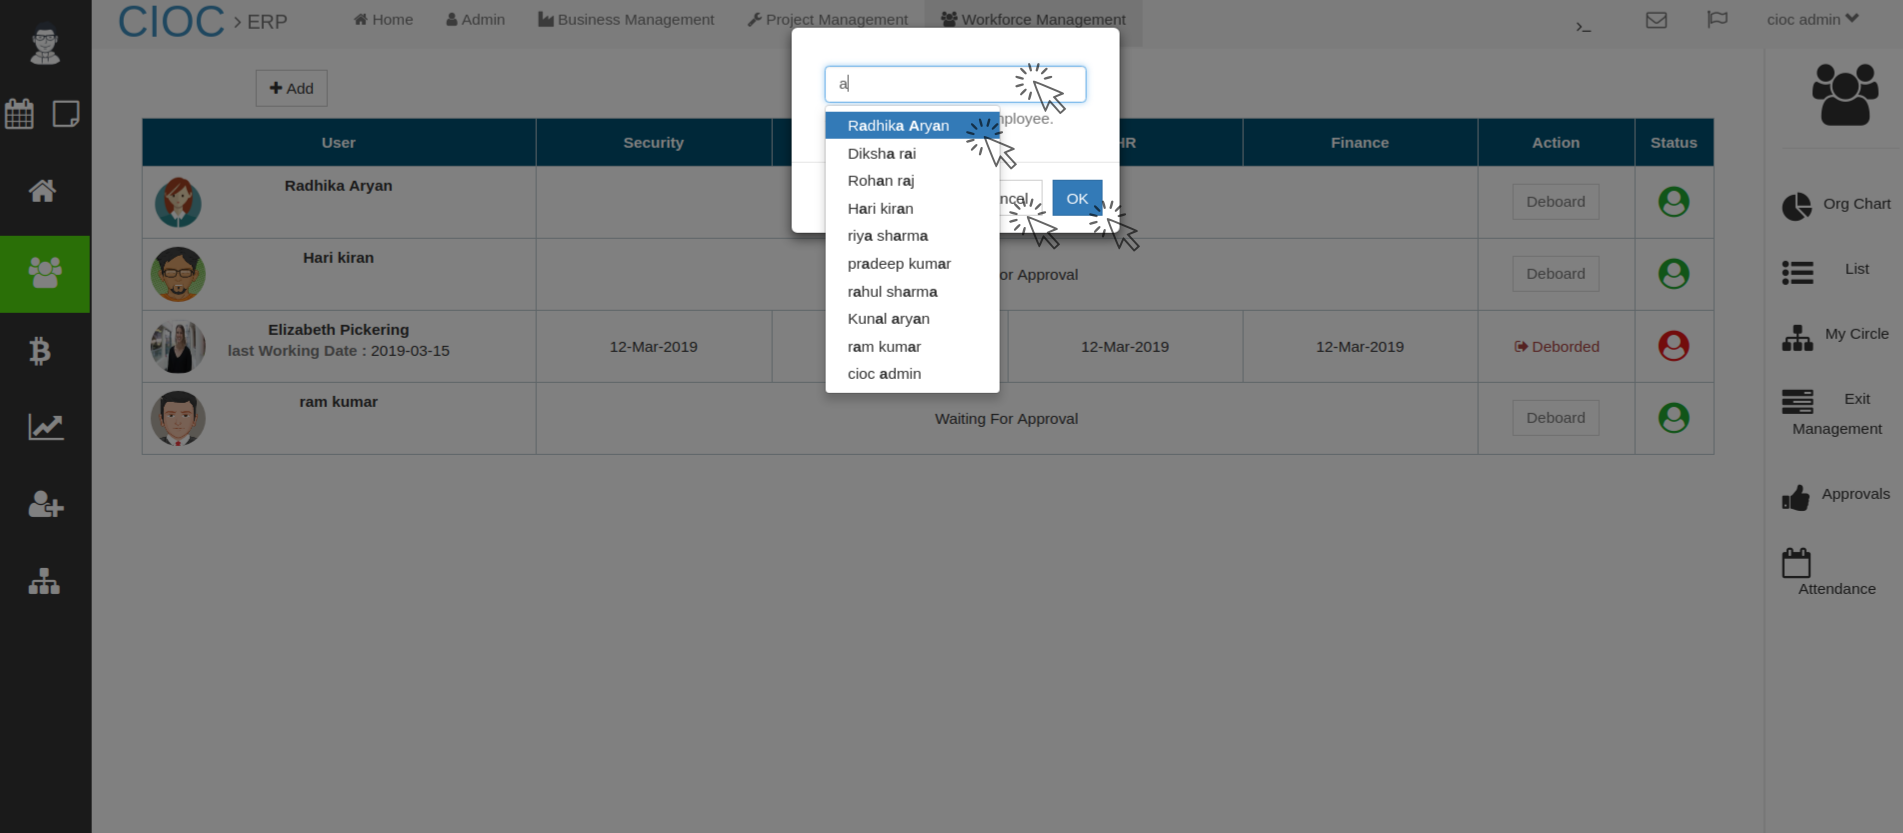 CIOC > ERP
Home
Admin
Business Management
Project Management
Workforce Management
cioc admin
Add
a
Radhika Aryan
Diksha rai
Rohan raj
Hari kiran
riya sharma
pradeep kumar
rahul sharma
Kunal aryan
ram kumar
cioc admin
OK
User
Security
HR
Finance
Action
Status
Radhika Aryan
Deboard
Hari kiran
or Approval
Deboard
Elizabeth Pickering
last Working Date : 2019-03-15
12-Mar-2019
12-Mar-2019
12-Mar-2019
Deborded
ram kumar
Waiting For Approval
Deboard
Org Chart
List
My Circle
Exit
Management
Approvals
Attendance